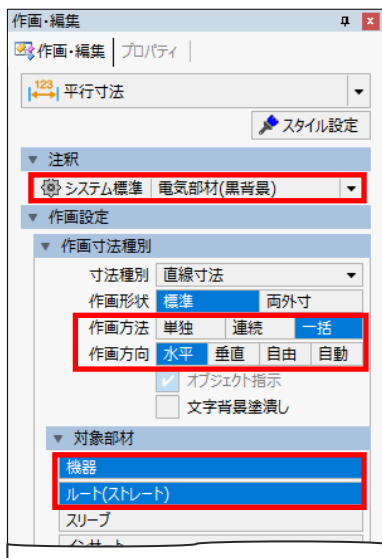 作画・編集
作画・編集 プロパティ
123 平行寸法
スタイル設定
注釈
システム標準 電気部材(黒背景)
作画設定
作画寸法種別
寸法種別 直線寸法
作画形状 標準 両外寸
作画方法 単独 連続 一括
作画方向 水平 垂直 自由 自動
オブジェクト指示
文字背景塗潰し
対象部材
機器
ルート(ストレート)
スリーブ